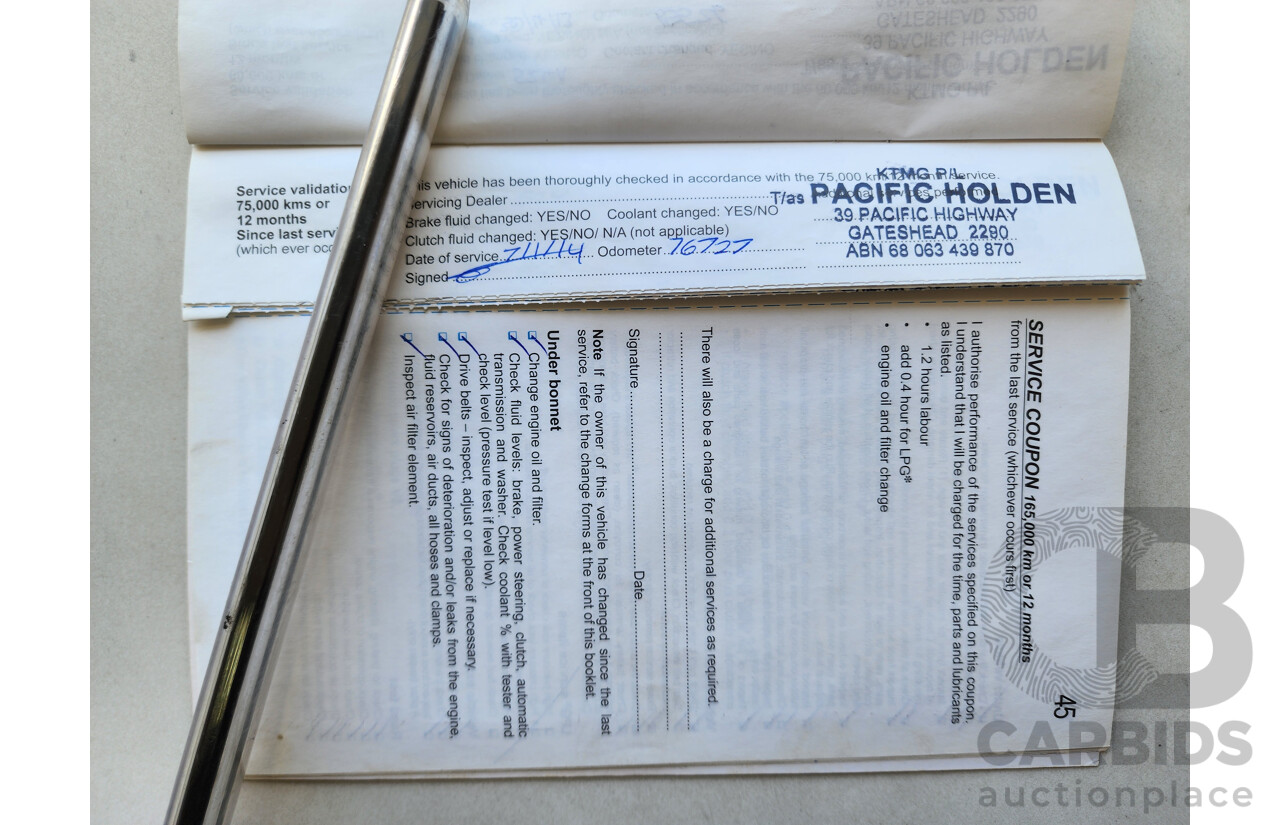 Service validation
75,000 kms or
12 months
Since last serv
(which ever occ
is vehicle has been thoroughly checked in accordance with the 75,000 km service.
Servicing Dealer
Brake fluid changed: YES/NO Coolant changed: YES/NO
Clutch fluid changed: YES/NO/ N/A (not applicable)
Date of service 7/1/14 Odometer 76727
Signed
KTMG P/L
T/as PACIFIC HOLDEN
39 PACIFIC HIGHWAY
GATESHEAD 2290
ABN 68 063 439 870
45
SERVICE COUPON 165,000 km or 12 months
from the last service (whichever occurs first)
I authorise performance of the services specified on this coupon.
I understand that I will be charged for the time, parts and lubricants
as listed.
• 1.2 hours labour
• add 0.4 hour for LPG*
• engine oil and filter change
There will also be a charge for additional services as required.
Signature Date
Note If the owner of this vehicle has changed since the last
service, refer to the change forms at the front of this booklet.
Under bonnet
Change engine oil and filter.
Check fluid levels: brake, power steering, clutch, automatic
transmission and washer. Check coolant % with tester and
check level (pressure test if level low).
Drive belts – inspect, adjust or replace if necessary.
Check for signs of deterioration and/or leaks from the engine,
fluid reservoirs, air ducts, all hoses and clamps.
Inspect air filter element.
CARBIDS
auctionplace